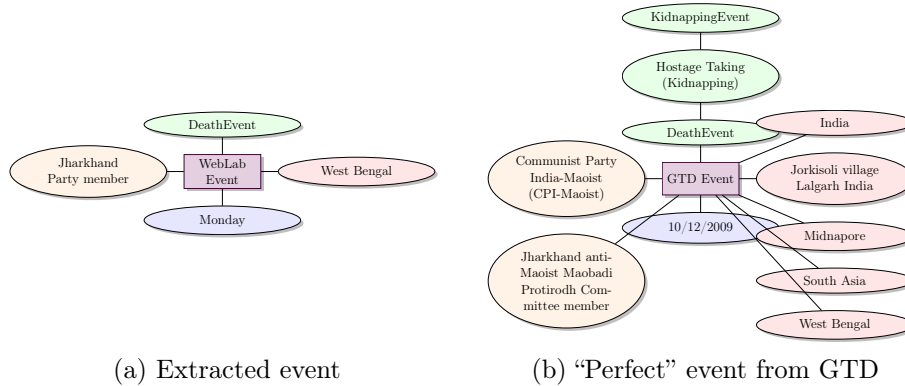 DeathEvent
Jharkhand
Party member
WebLab
Event
West Bengal
Monday
(a) Extracted event
KidnappingEvent
Hostage Taking
(Kidnapping)
DeathEvent
India
Communist Party
India-Maoist
(CPI-Maoist)
GTD Event
Jorkisoli village
Lalgarh India
10/12/2009
Midnapore
Jharkhand anti-
Maoist Maobadi
Protirodh Com-
mittee member
South Asia
West Bengal
(b) “Perfect” event from GTD